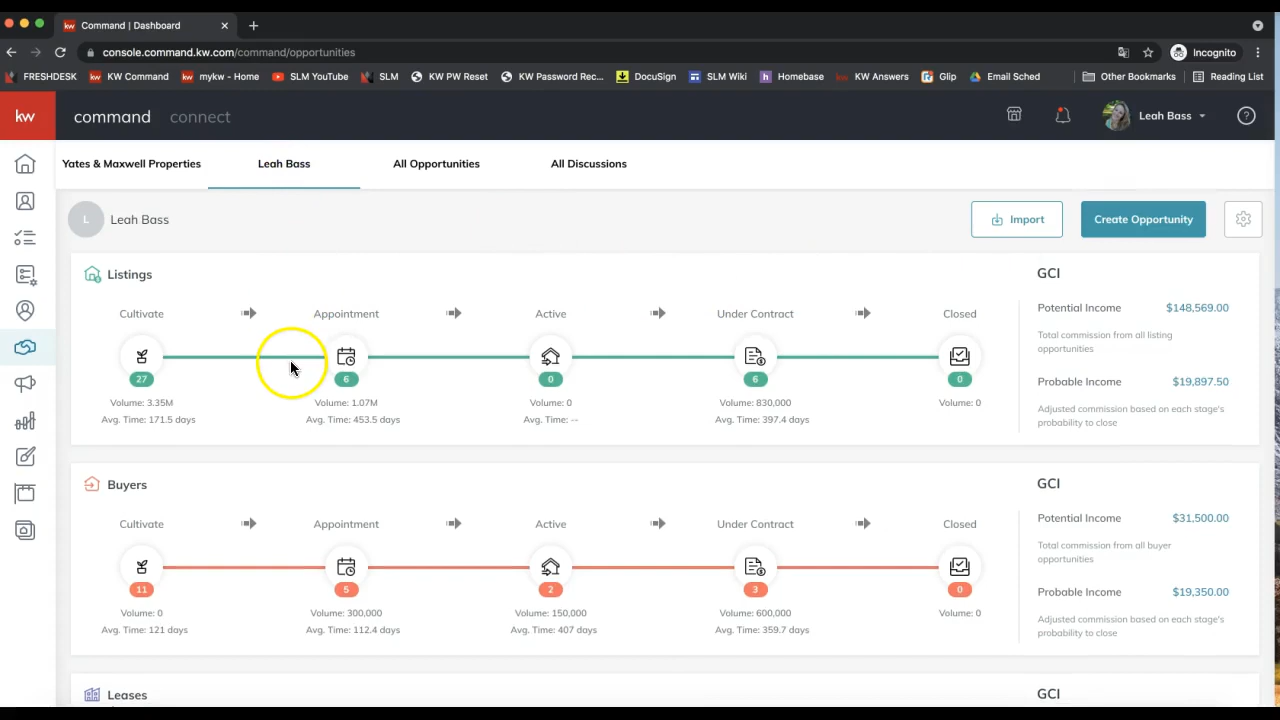 kw Command | Dashboard
console.command.kw.com/command/opportunities
Incognito
FRESHDESK kw KW Command kw mykw - Home SLM YouTube SLM KW PW Reset KW Password Rec... DocuSign SLM Wiki h Homebase kw KW Answers Glip Email Sched Other Bookmarks Reading List
kw command connect Leah Bass ?
Yates & Maxwell Properties Leah Bass All Opportunities All Discussions
L Leah Bass Import Create Opportunity
Listings GCI
Cultivate Appointment Active Under Contract Closed
Potential Income $148,569.00
Total commission from all listing
opportunities
27 6 0 6 0
Probable Income $19,897.50
Volume: 3.35M Volume: 1.07M Volume: 0 Volume: 830,000 Volume: 0
Adjusted commission based on each stage's
probability to close
Avg. Time: 171.5 days Avg. Time: 453.5 days Avg. Time: -- Avg. Time: 397.4 days
Buyers GCI
Cultivate Appointment Active Under Contract Closed
Potential Income $31,500.00
Total commission from all buyer
opportunities
11 5 2 3 0
Probable Income $19,350.00
Volume: 0 Volume: 300,000 Volume: 150,000 Volume: 600,000 Volume: 0
Adjusted commission based on each stage's
probability to close
Avg. Time: 121 days Avg. Time: 112.4 days Avg. Time: 407 days Avg. Time: 359.7 days
Leases GCI